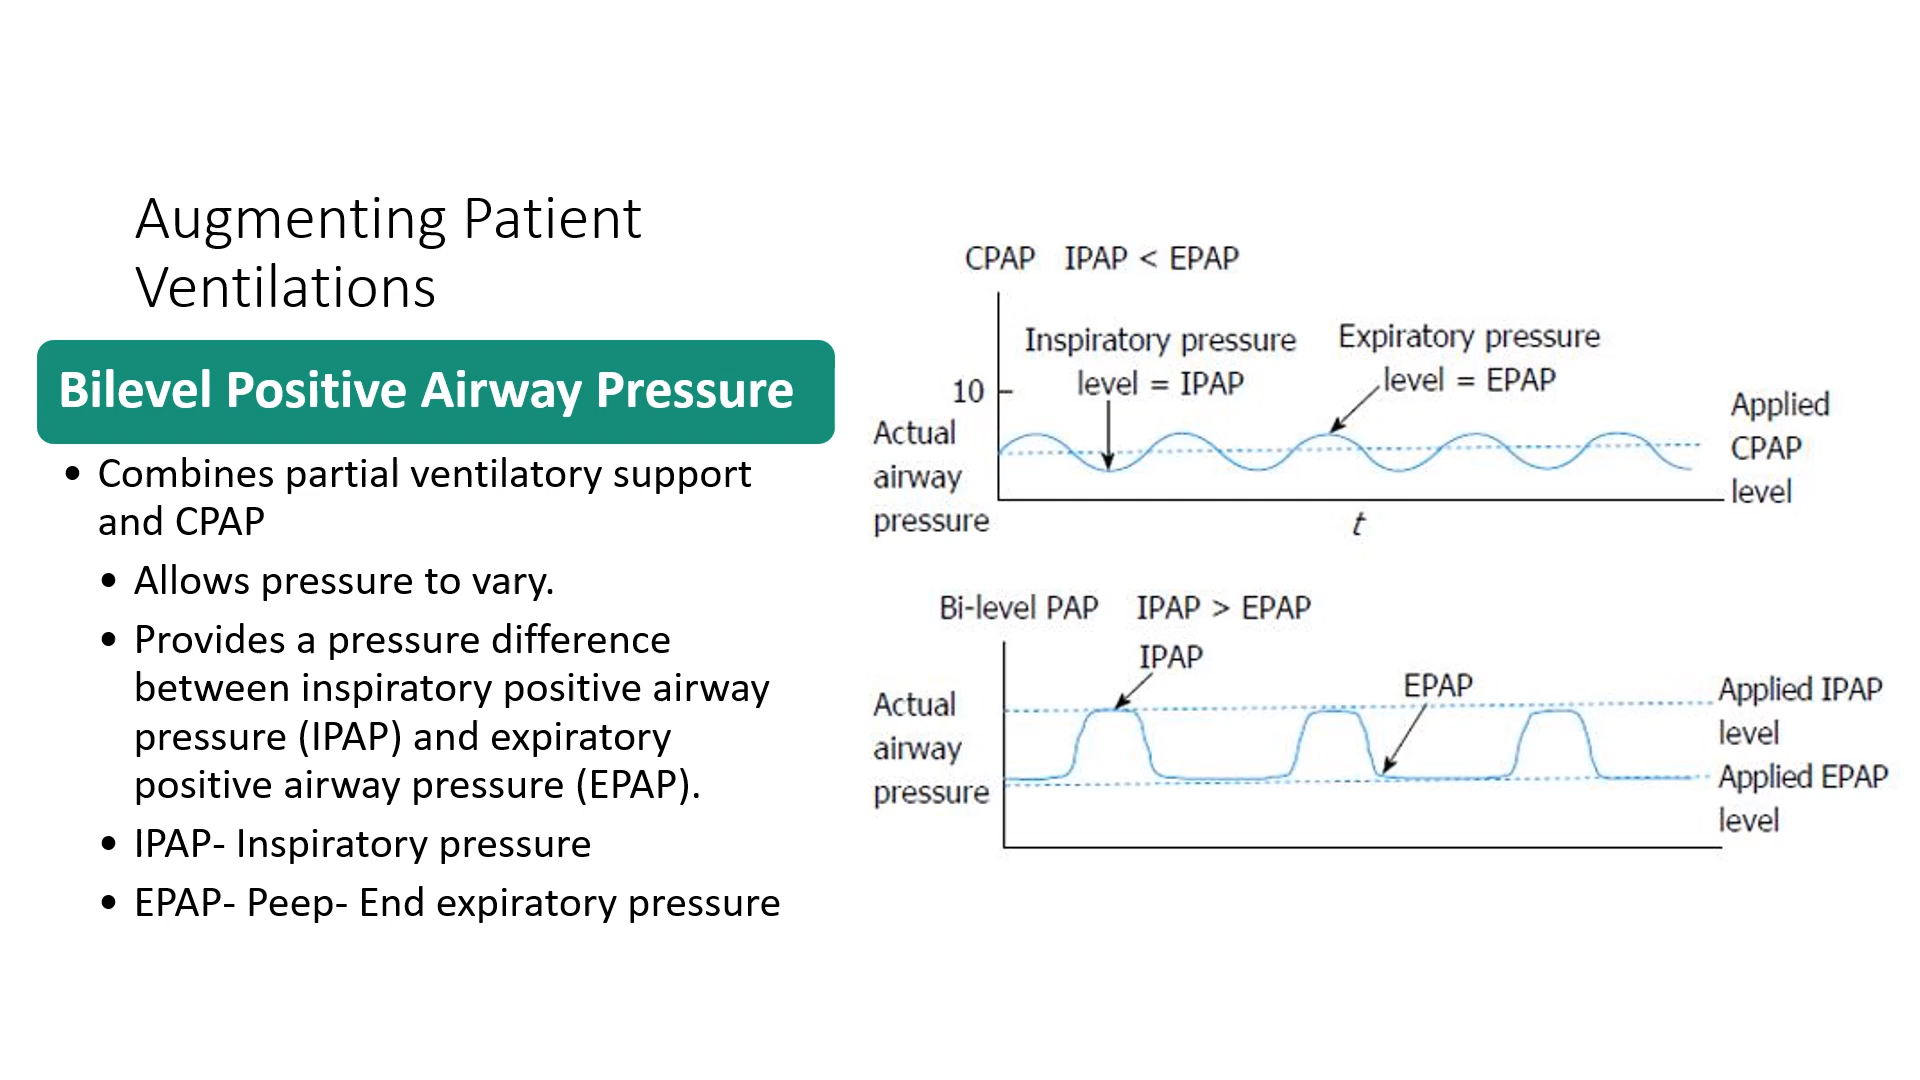 Augmenting Patient
Ventilations
Bilevel Positive Airway Pressure
• Combines partial ventilatory support
and CPAP
• Allows pressure to vary.
• Provides a pressure difference
between inspiratory positive airway
pressure (IPAP) and expiratory
positive airway pressure (EPAP).
• IPAP- Inspiratory pressure
• EPAP- Peep- End expiratory pressure
CPAP IPAP < EPAP
Inspiratory pressure
level = IPAP
Expiratory pressure
level = EPAP
10
Actual
airway
pressure
Applied
CPAP
level
t
Bi-level PAP IPAP > EPAP
IPAP
EPAP
Actual
airway
pressure
Applied IPAP
level
Applied EPAP
level